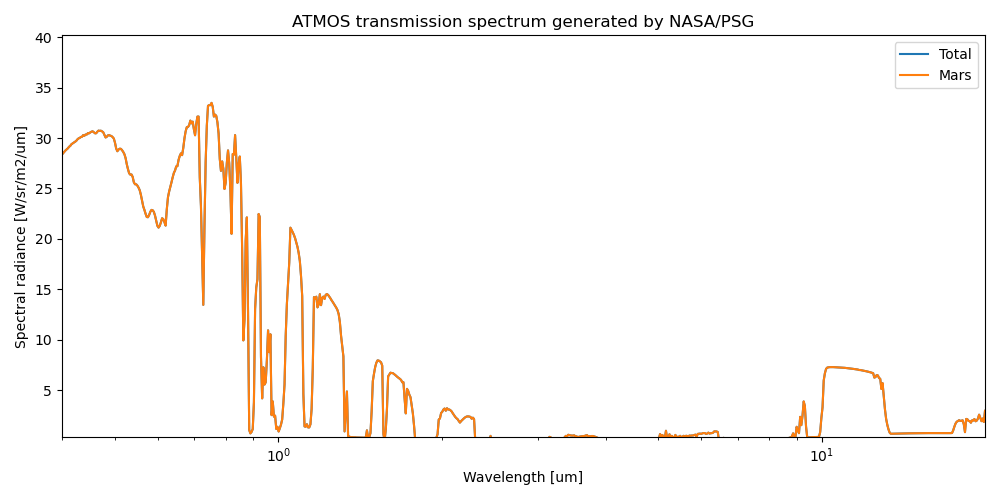 ATMOS transmission spectrum generated by NASA/PSG
40
35
30
25
20
15
10
5
Spectral radiance [W/sr/m2/um]
Total
Mars
10⁰
10¹
Wavelength [um]